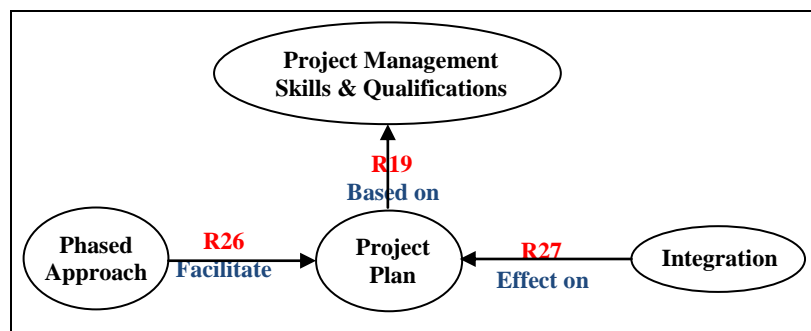 Project Management
Skills & Qualifications
R19
Based on
Phased
Approach
R26
Facilitate
Project
Plan
R27
Effect on
Integration